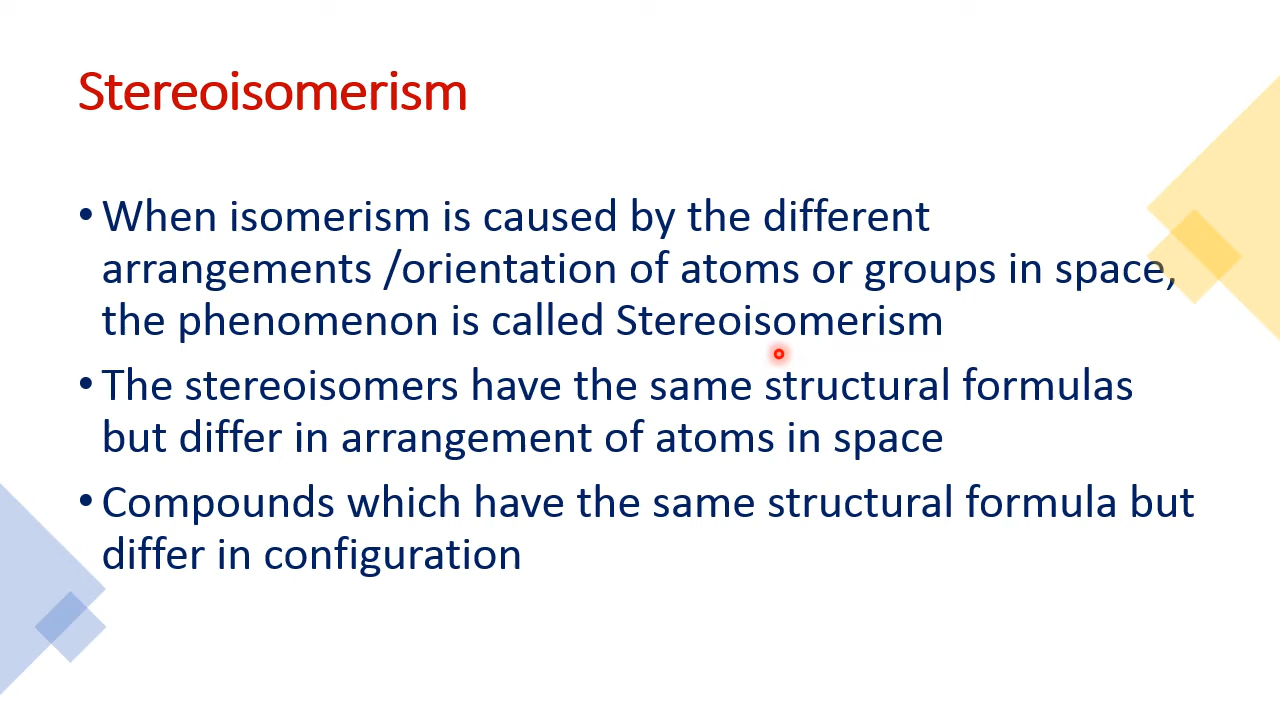 Stereoisomerism
• When isomerism is caused by the different
arrangements /orientation of atoms or groups in space,
the phenomenon is called Stereoisomerism
• The stereoisomers have the same structural formulas
but differ in arrangement of atoms in space
• Compounds which have the same structural formula but
differ in configuration